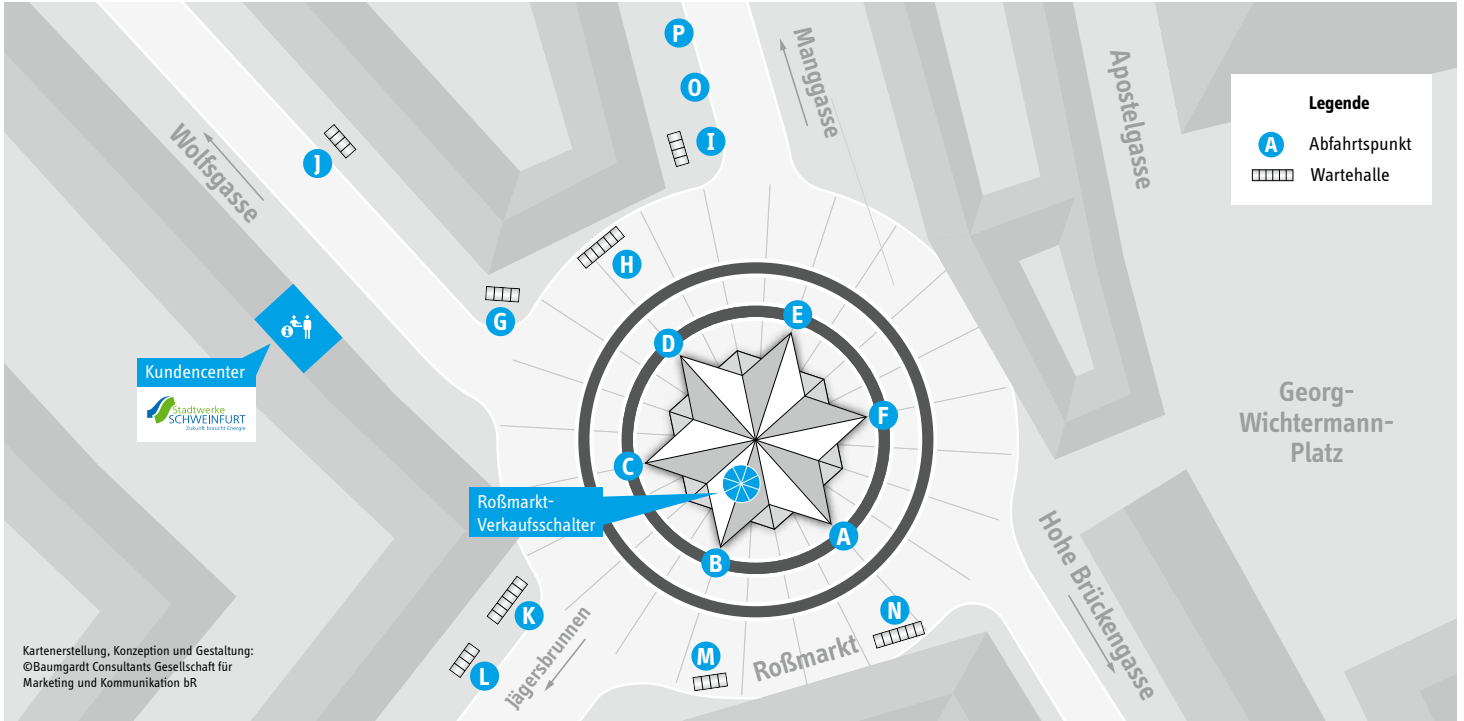 P
O
I
Manggasse
Apostelgasse
Legende
A Abfahrtspunkt
Wartehalle
Wolfsgasse
J
H
G
E
D
Kundencenter
Stadtwerke
SCHWEINFURT
Zukunft braucht Energie
F
Georg-
Wichtermann-
Platz
C
Roßmarkt-
Verkaufsschalter
A
B
Hohe Brückengasse
K
N
Jägersbrunnen
M
Roßmarkt
L
Kartenerstellung, Konzeption und Gestaltung:
©Baumgardt Consultants Gesellschaft für
Marketing und Kommunikation bR